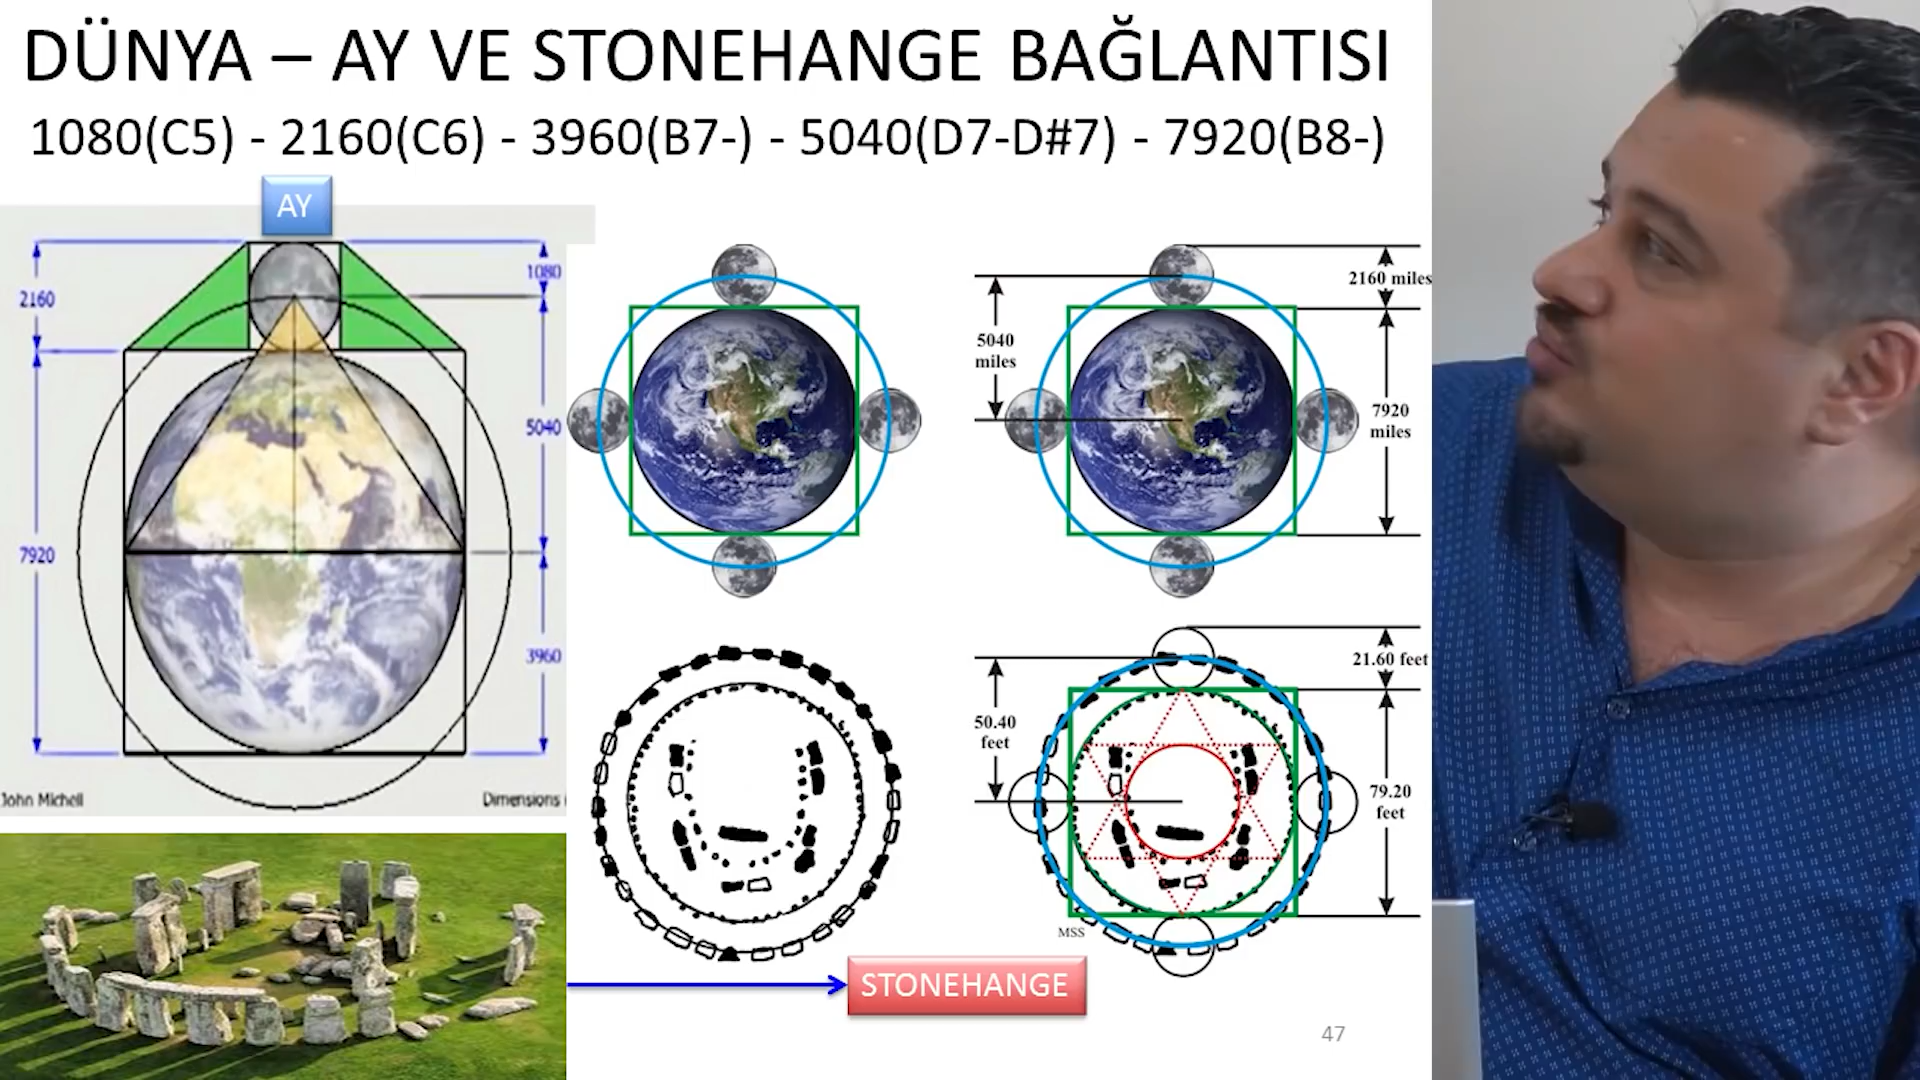 DÜNYA – AY VE STONEHANGE BAĞLANTISI
1080(C5) - 2160(C6) - 3960(B7-) - 5040(D7-D#7) - 7920(B8-)
AY
2160
7920
1080
5040
3960
John Michell
Dimensions
5040
miles
2160 miles
7920
miles
50.40
feet
21.60 feet
79.20
feet
MSS
STONEHANGE
47